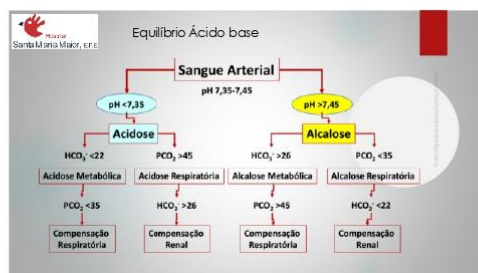 Hospital
Santa Maria Maior, E.P.E.
Equilíbrio Ácido base
Sangue Arterial
pH 7,35-7,45
pH <7,35
pH >7,45
Acidose
Alcalose
HCO₃⁻ <22
PCO₂ >45
HCO₃⁻ >26
PCO₂ <35
Acidose Metabólica
Acidose Respiratória
Alcalose Metabólica
Alcalose Respiratória
PCO₂ <35
HCO₃⁻ >26
PCO₂ >45
HCO₃⁻ <22
Compensação
Respiratória
Compensação
Renal
Compensação
Respiratória
Compensação
Renal